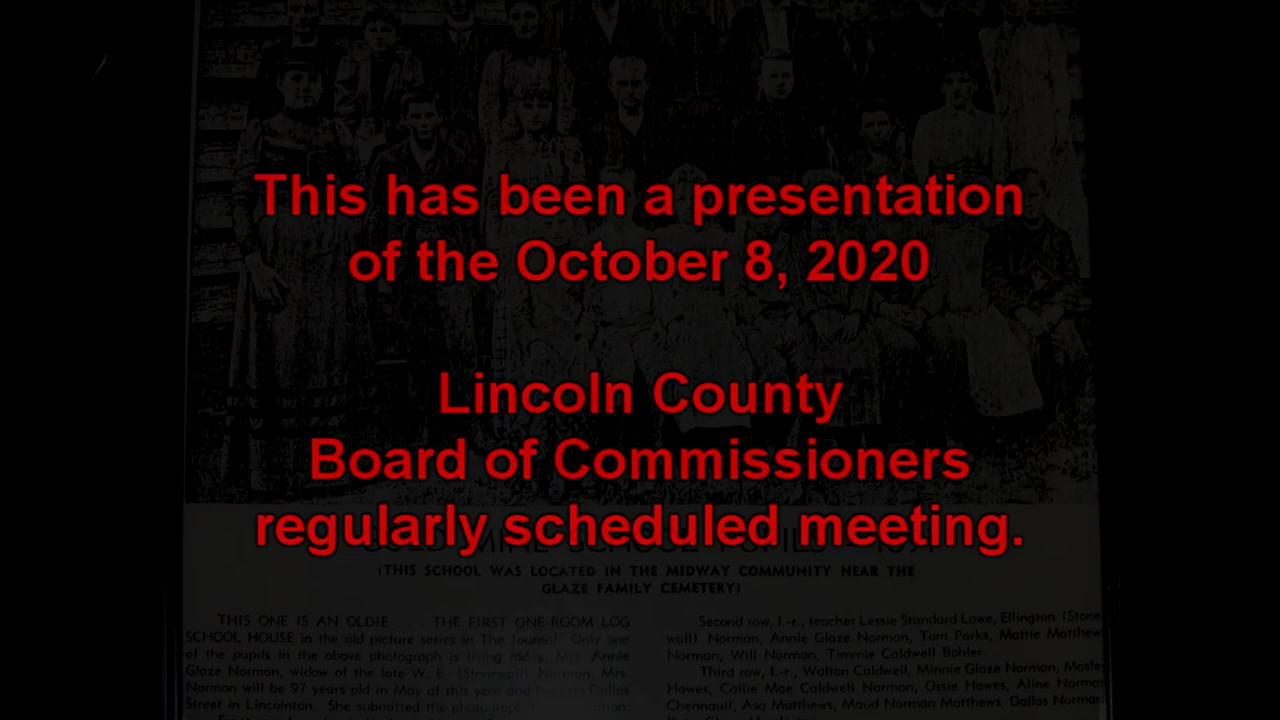 This has been a presentation
of the October 8, 2020
Lincoln County
Board of Commissioners
regularly scheduled meeting.
GOLD MINE SCHOOL PUPILS
(THIS SCHOOL WAS LOCATED IN THE MIDWAY COMMUNITY NEAR THE
GLAZE FAMILY CEMETERY)
THIS ONE IS AN OLDIE . . . THE FIRST ONE-ROOM LOG
SCHOOL HOUSE in the old picture series in The Journal. Only one
of the pupils in the above photograph is living today, Mrs. Annie
Glaze Norman, widow of the late W. E. (Stonewall) Norman. Mrs.
Norman will be 97 years old in May of this year and Dallas
Street in Lincolnton. She submitted the
Second row, l.-r., teacher Lessie Standard Lowe, Effington (Stone
wall) Norman, Annie Glaze Norman, Tom Parks, Mattie Matthew
Norman, Will Norman, Timmie Caldwell Bohler.
Third row, l.-r., Walton Caldwell, Minnie Glaze Norman, Mosley
Hawes, Callie Mae Caldwell Norman, Ossie Hawes, Aline Norman
Chennault, Asa Matthews, Maud Norman Matthews, Dallas Norman